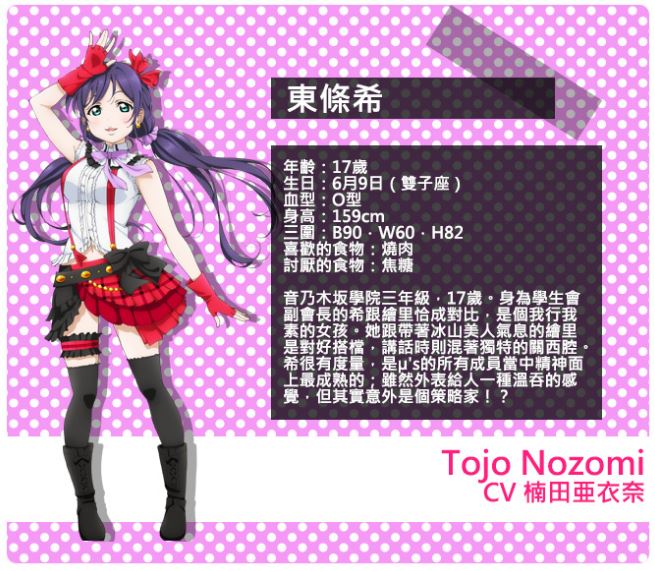 東條希
年齡：17歲
生日：6月9日（雙子座）
血型：O型
身高：159cm
三圍：B90．W60．H82
喜歡的食物：燒肉
討厭的食物：焦糖
音乃木坂學院三年級，17歲。身為學生會
副會長的希跟繪里恰成對比，是個我行我
素的女孩。她跟帶著冰山美人氣息的繪里
是對好搭檔，講話時則混著獨特的關西腔。
希很有度量，是μ's的所有成員當中精神面
上最成熟的；雖然外表給人一種溫吞的感
覺，但其實意外是個策略家！？
Tojo Nozomi
CV 楠田亜衣奈